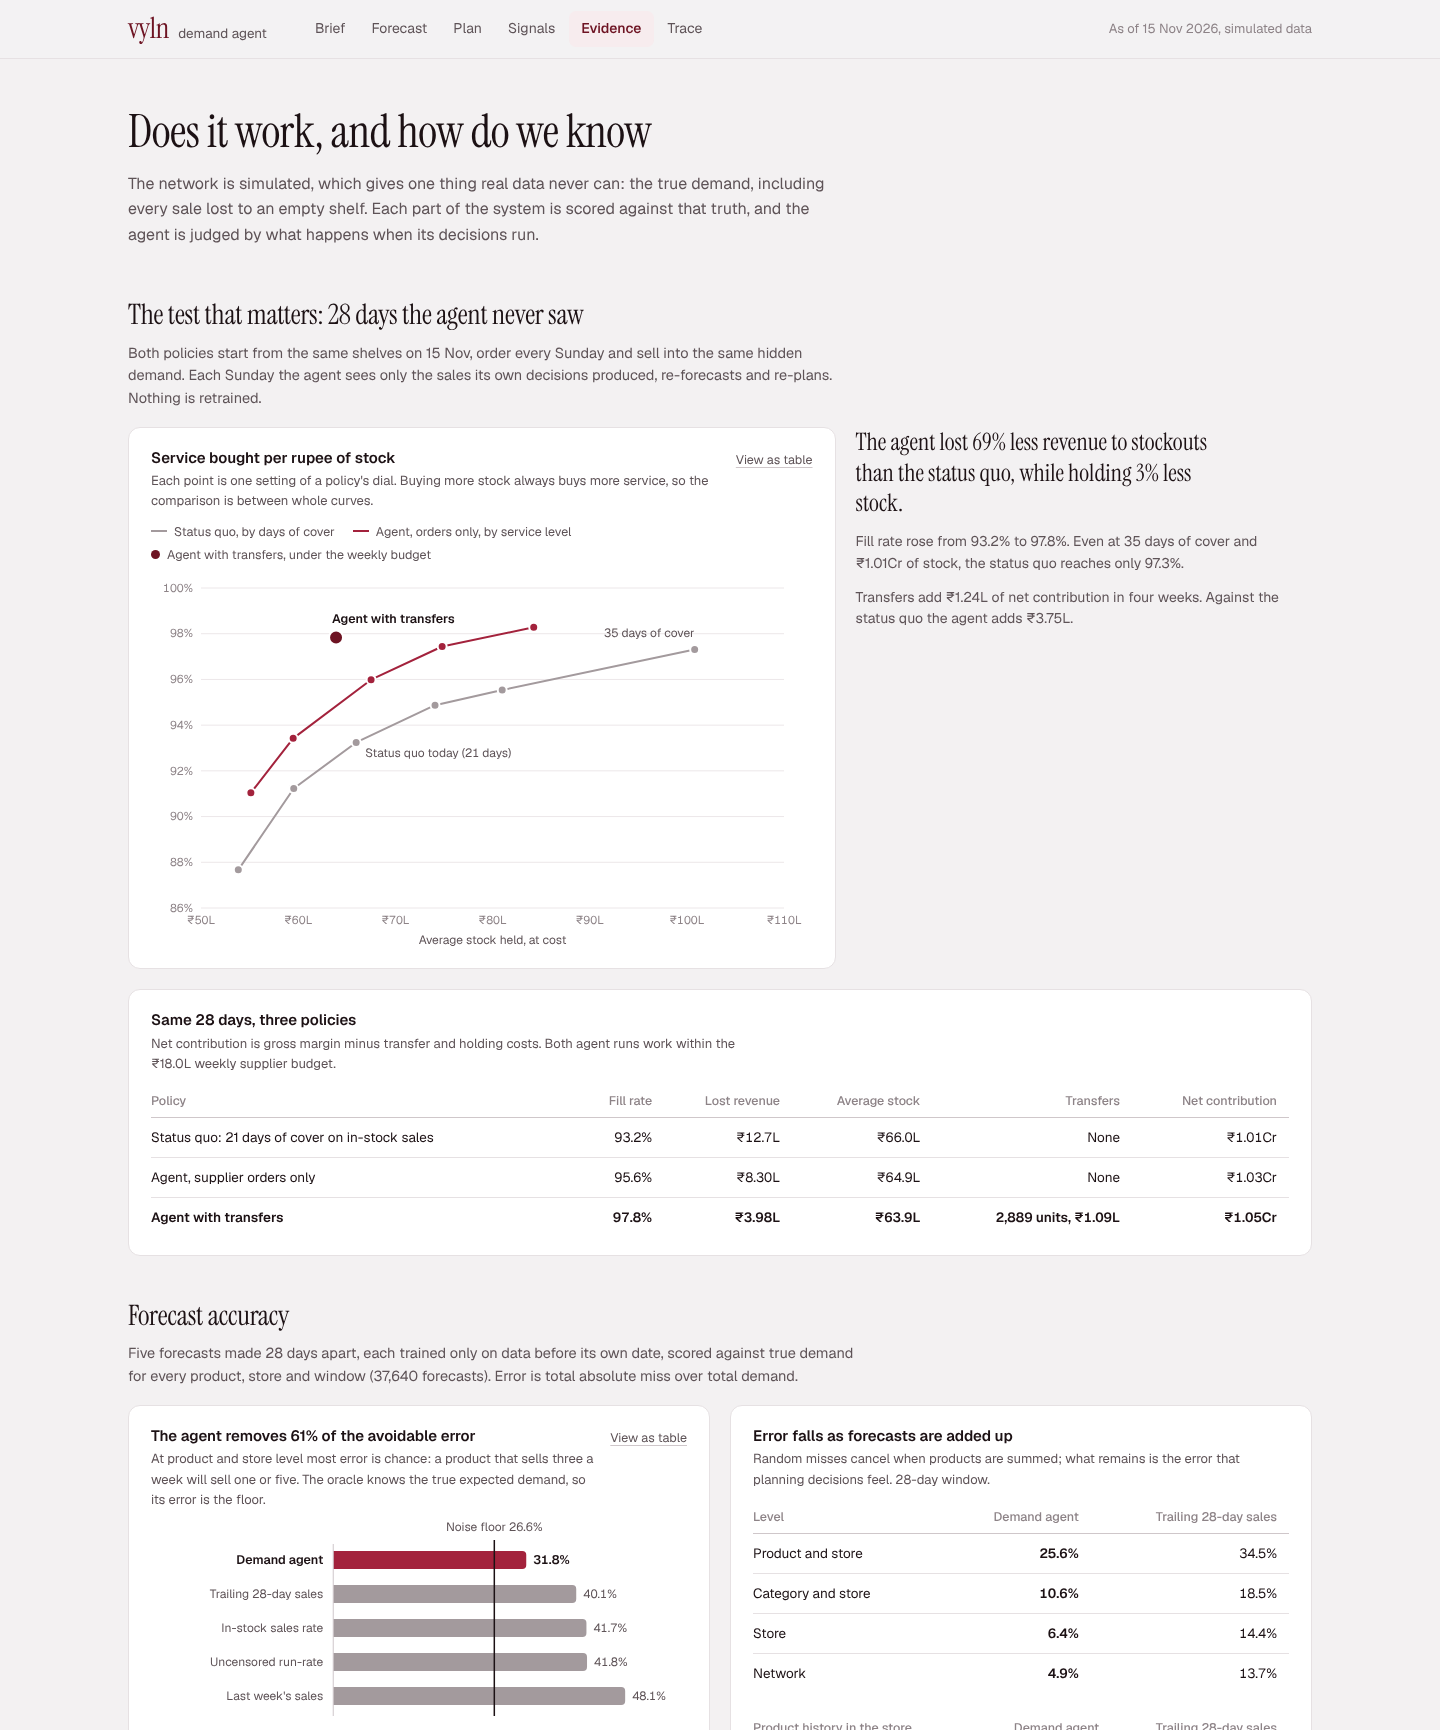 vyln demand agent Brief Forecast Plan Signals Evidence Trace As of 15 Nov 2026, simulated data
Does it work, and how do we know
The network is simulated, which gives one thing real data never can: the true demand, including
every sale lost to an empty shelf. Each part of the system is scored against that truth, and the
agent is judged by what happens when its decisions run.
The test that matters: 28 days the agent never saw
Both policies start from the same shelves on 15 Nov, order every Sunday and sell into the same hidden
demand. Each Sunday the agent sees only the sales its own decisions produced, re-forecasts and re-plans.
Nothing is retrained.
Service bought per rupee of stock
View as table
Each point is one setting of a policy's dial. Buying more stock always buys more service, so the
comparison is between whole curves.
Status quo, by days of cover Agent, orders only, by service level
Agent with transfers, under the weekly budget
100%
98%
96%
94%
92%
90%
88%
86%
Agent with transfers
35 days of cover
Status quo today (21 days)
₹50L ₹60L ₹70L ₹80L ₹90L ₹100L ₹110L
Average stock held, at cost
The agent lost 69% less revenue to stockouts
than the status quo, while holding 3% less
stock.
Fill rate rose from 93.2% to 97.8%. Even at 35 days of cover and
₹1.01Cr of stock, the status quo reaches only 97.3%.
Transfers add ₹1.24L of net contribution in four weeks. Against the
status quo the agent adds ₹3.75L.
Same 28 days, three policies
Net contribution is gross margin minus transfer and holding costs. Both agent runs work within the
₹18.0L weekly supplier budget.
Policy Fill rate Lost revenue Average stock Transfers Net contribution
Status quo: 21 days of cover on in-stock sales 93.2% ₹12.7L ₹66.0L None ₹1.01Cr
Agent, supplier orders only 95.6% ₹8.30L ₹64.9L None ₹1.03Cr
Agent with transfers 97.8% ₹3.98L ₹63.9L 2,889 units, ₹1.09L ₹1.05Cr
Forecast accuracy
Five forecasts made 28 days apart, each trained only on data before its own date, scored against true demand
for every product, store and window (37,640 forecasts). Error is total absolute miss over total demand.
The agent removes 61% of the avoidable error
View as table
At product and store level most error is chance: a product that sells three a
week will sell one or five. The oracle knows the true expected demand, so
its error is the floor.
Noise floor 26.6%
Demand agent 31.8%
Trailing 28-day sales 40.1%
In-stock sales rate 41.7%
Uncensored run-rate 41.8%
Last week's sales 48.1%
Error falls as forecasts are added up
Random misses cancel when products are summed; what remains is the error that
planning decisions feel. 28-day window.
Level Demand agent Trailing 28-day sales
Product and store 25.6% 34.5%
Category and store 10.6% 18.5%
Store 6.4% 14.4%
Network 4.9% 13.7%
Product history in the store Demand agent Trailing 28-day sales